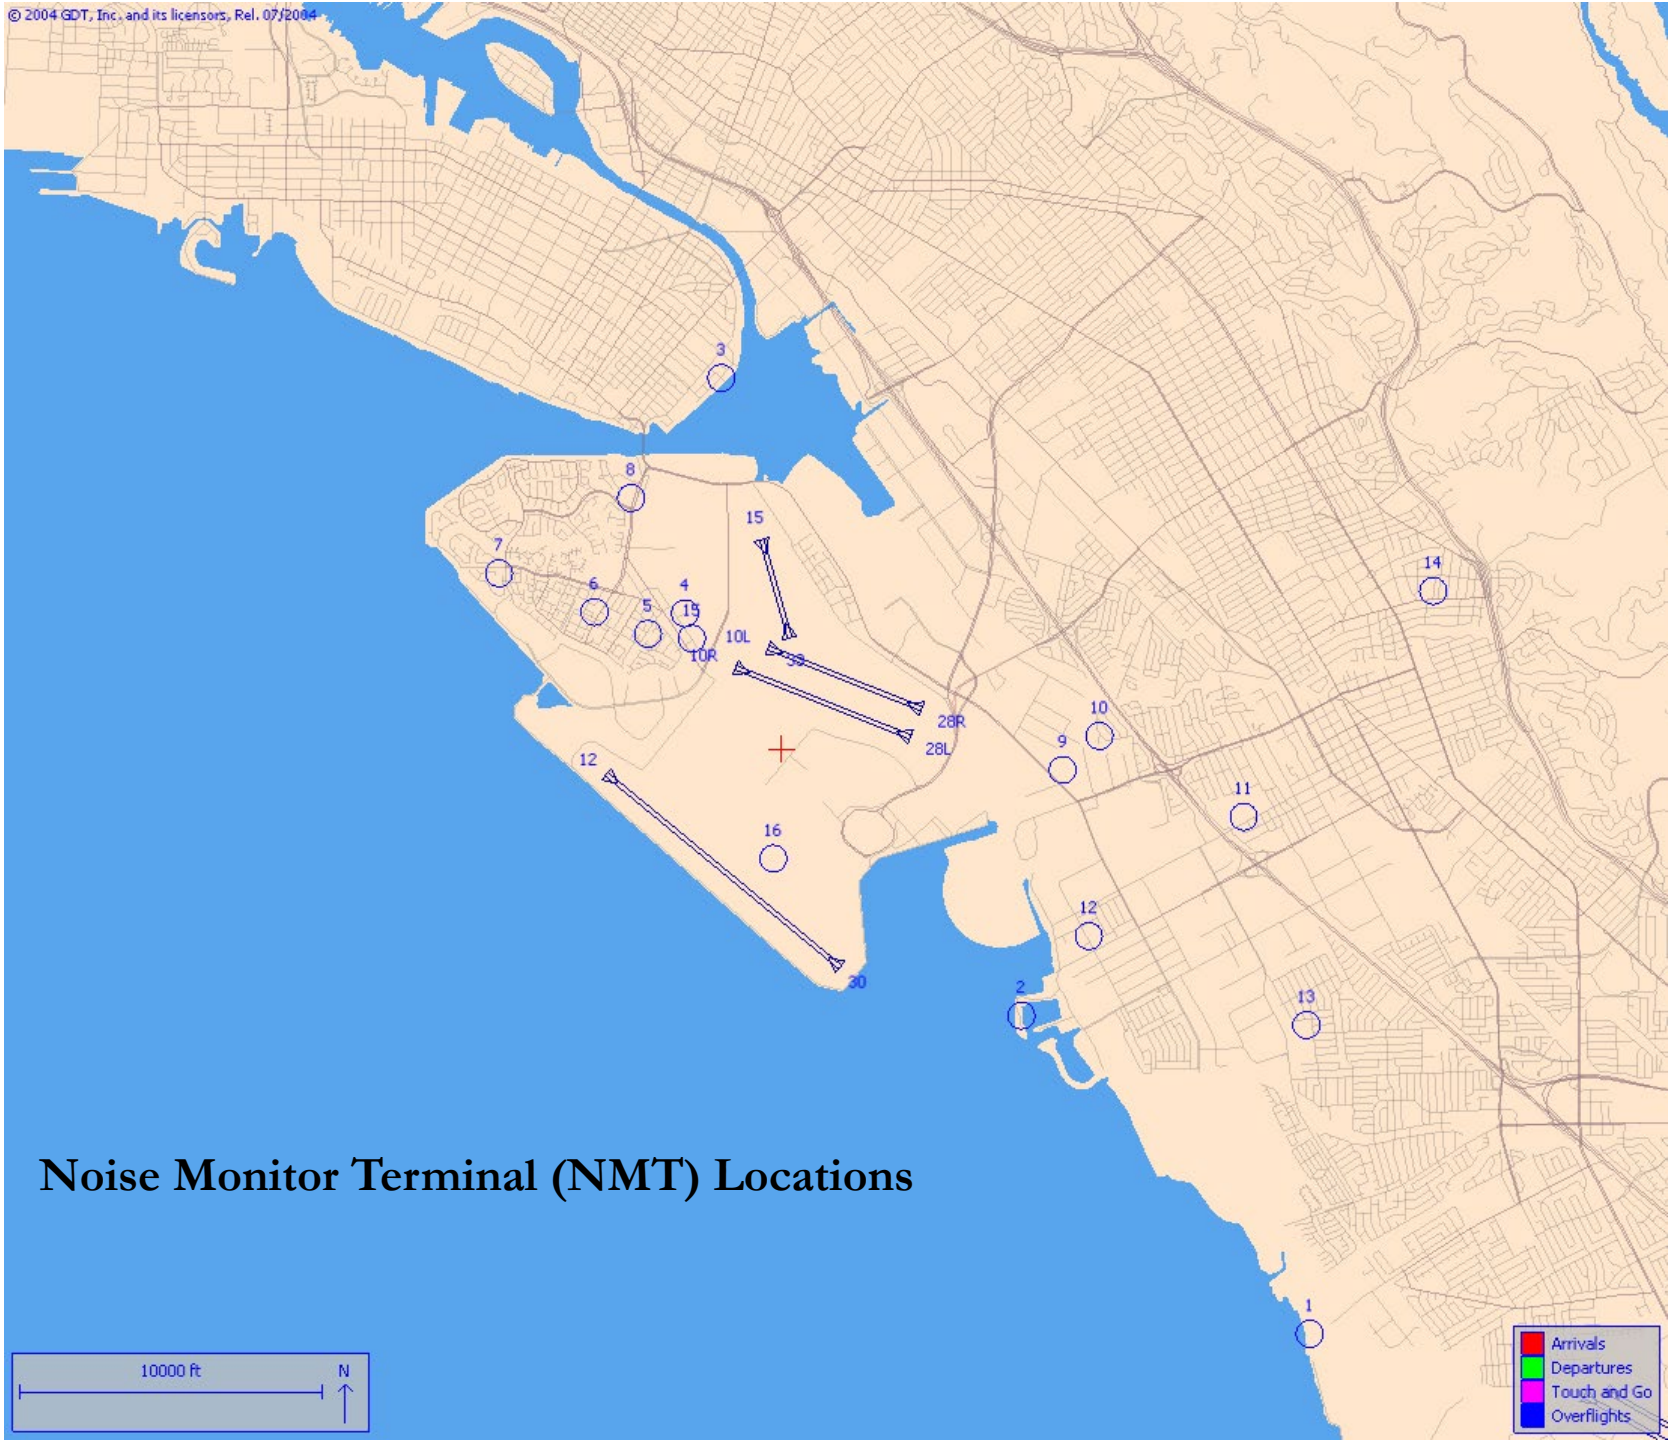 © 2004 GDT, Inc. and its licensors, Rel. 07/2004
3
8
15
7
14
6
4
5
15
10L
10R
33
10
28R
9
28L
12
11
16
12
30
2
13
Noise Monitor Terminal (NMT) Locations
1
10000 ft
N
Arrivals
Departures
Touch and Go
Overflights